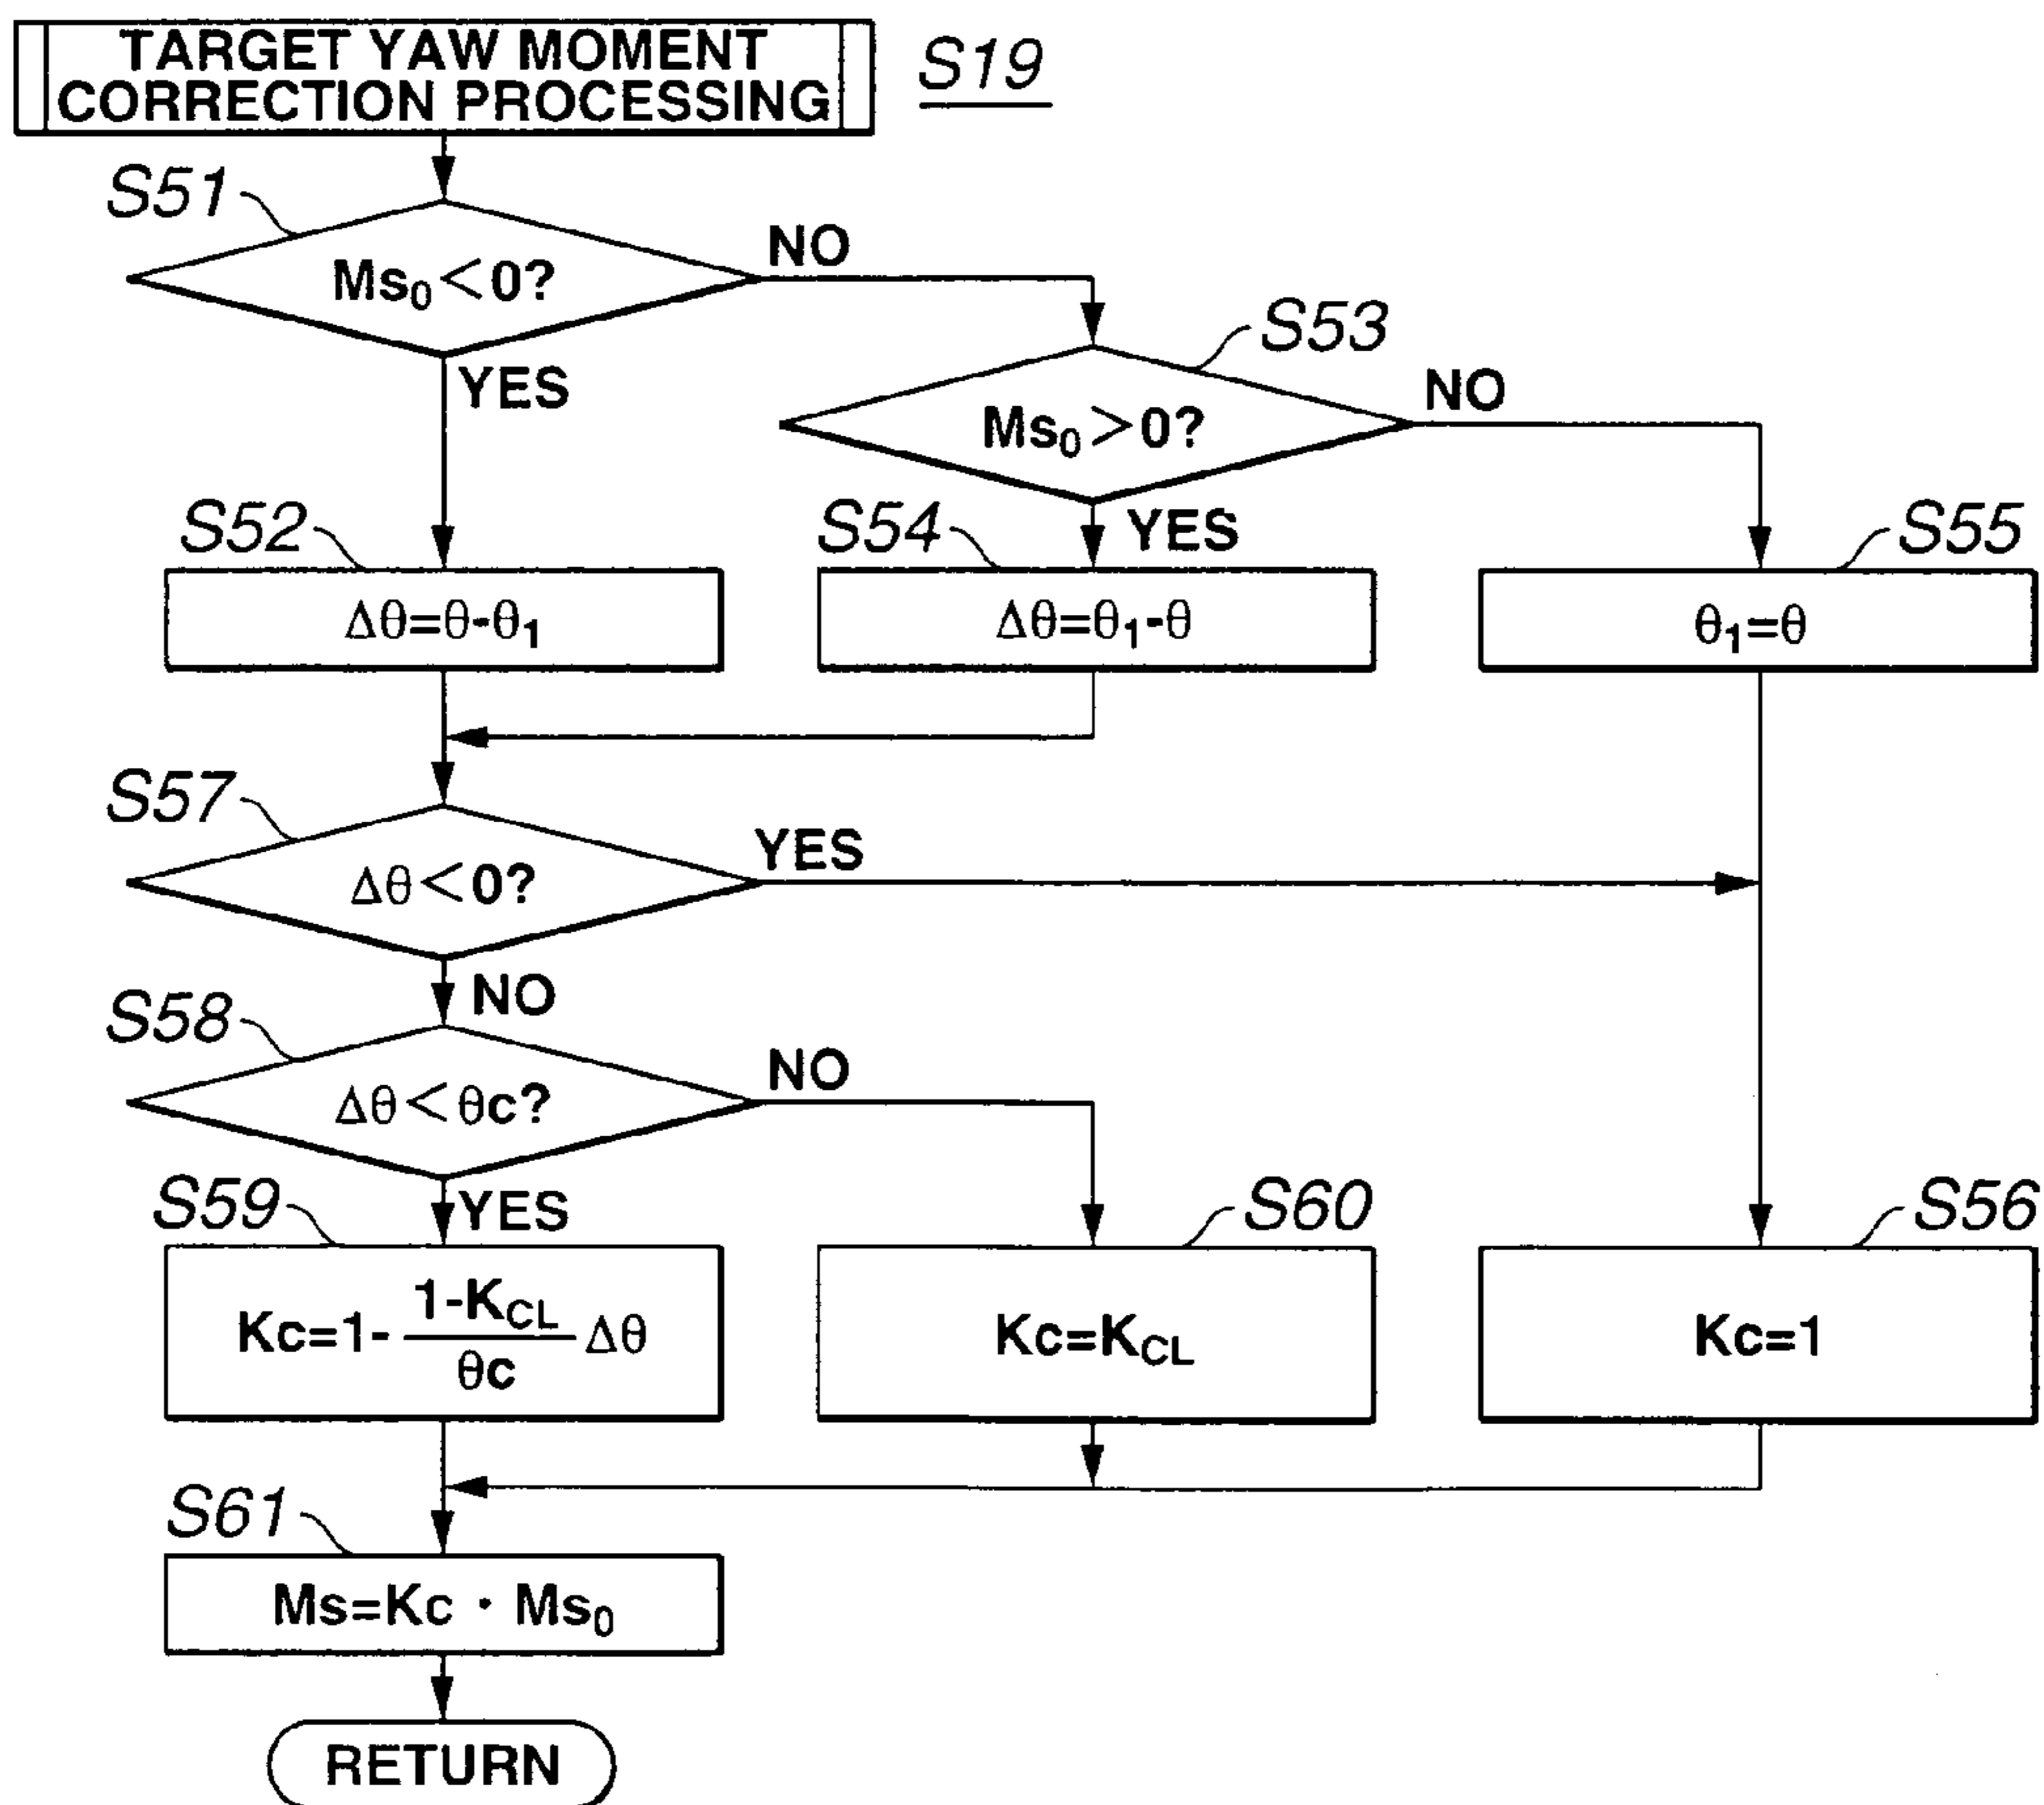 TARGET YAW MOMENT
CORRECTION PROCESSING
S19
S51
Ms₀<0?
NO
YES
S53
Ms₀>0?
NO
YES
S52
Δθ=θ-θ₁
S54
Δθ=θ₁-θ
S55
θ₁=θ
S57
Δθ<0?
YES
NO
S58
Δθ<θc?
NO
YES
S59
Kc=1- (1-K_CL)/θc Δθ
S60
Kc=K_CL
S56
Kc=1
S61
Ms=Kc · Ms₀
RETURN